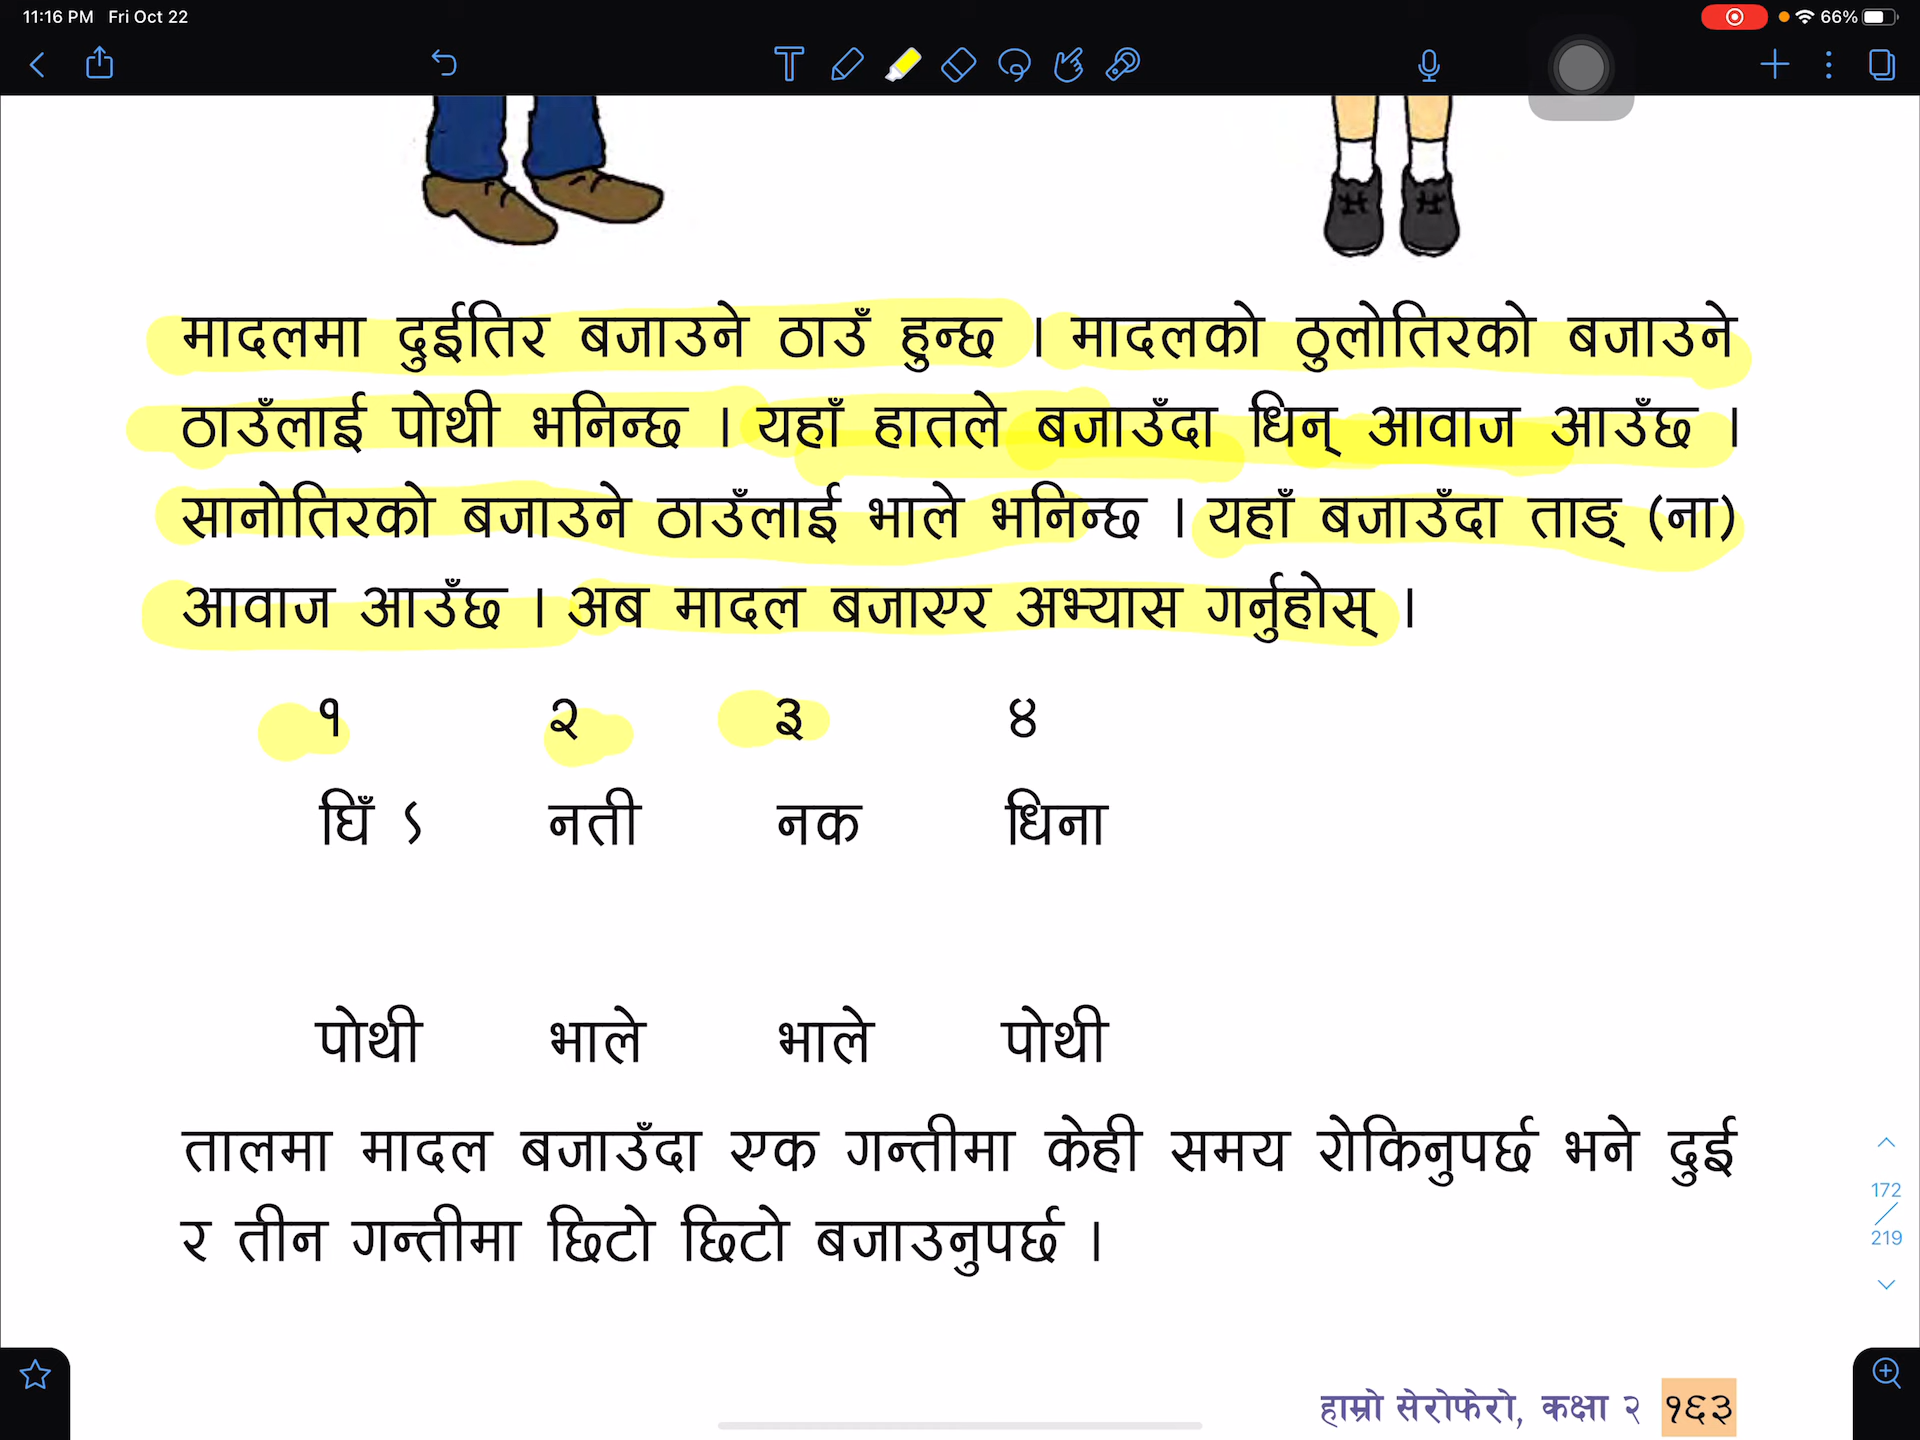 11:16 PM Fri Oct 22 66%
मादलमा दुईतिर बजाउने ठाउँ हुन्छ । मादलको ठुलोतिरको बजाउने
ठाउँलाई पोथी भनिन्छ । यहाँ हातले बजाउँदा धिन् आवाज आउँछ ।
सानोतिरको बजाउने ठाउँलाई भाले भनिन्छ । यहाँ बजाउँदा ताङ् (ना)
आवाज आउँछ । अब मादल बजाएर अभ्यास गर्नुहोस् ।
१ २ ३ ४
घिँ ऽ नती नक धिना
पोथी भाले भाले पोथी
तालमा मादल बजाउँदा एक गन्तीमा केही समय रोकिनुपर्छ भने दुई
र तीन गन्तीमा छिटो छिटो बजाउनुपर्छ ।
172
/
219
हाम्रो सेरोफेरो, कक्षा २ १६३